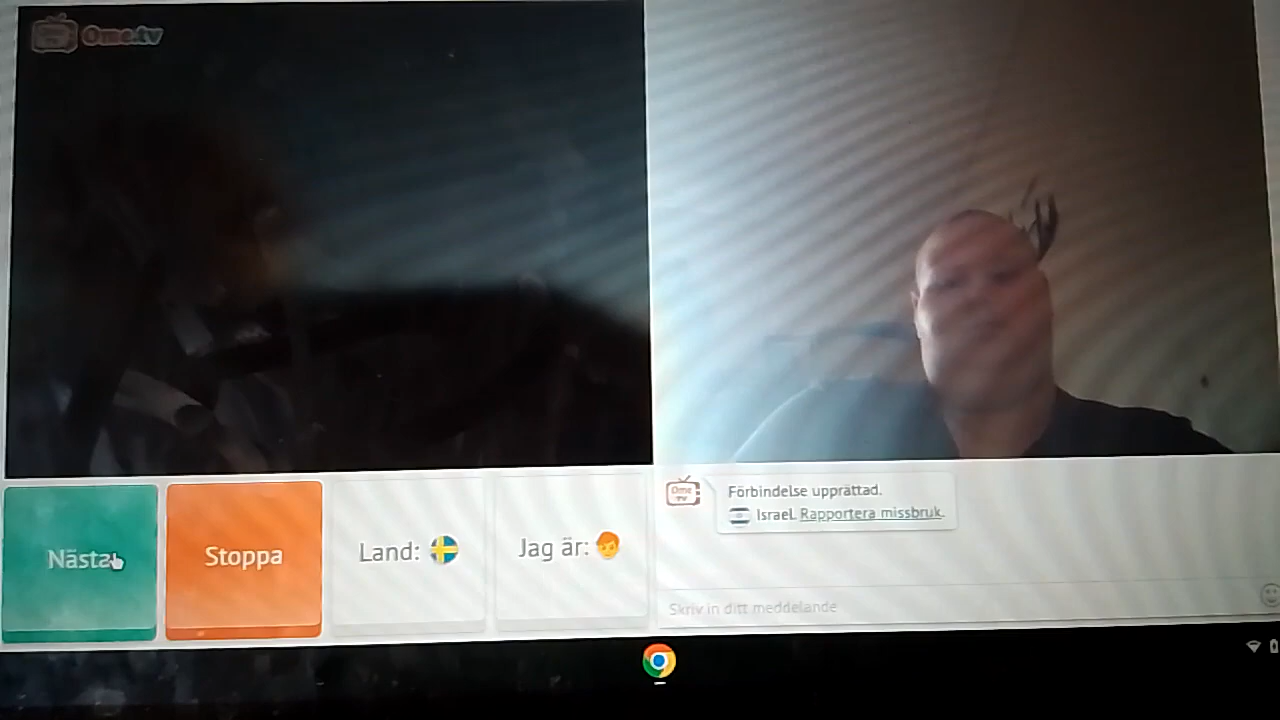 Ome.tv
Förbindelse upprättad.
Israel. Rapportera missbruk.
Nästa
Stoppa
Land:
Jag är:
Skriv in ditt meddelande